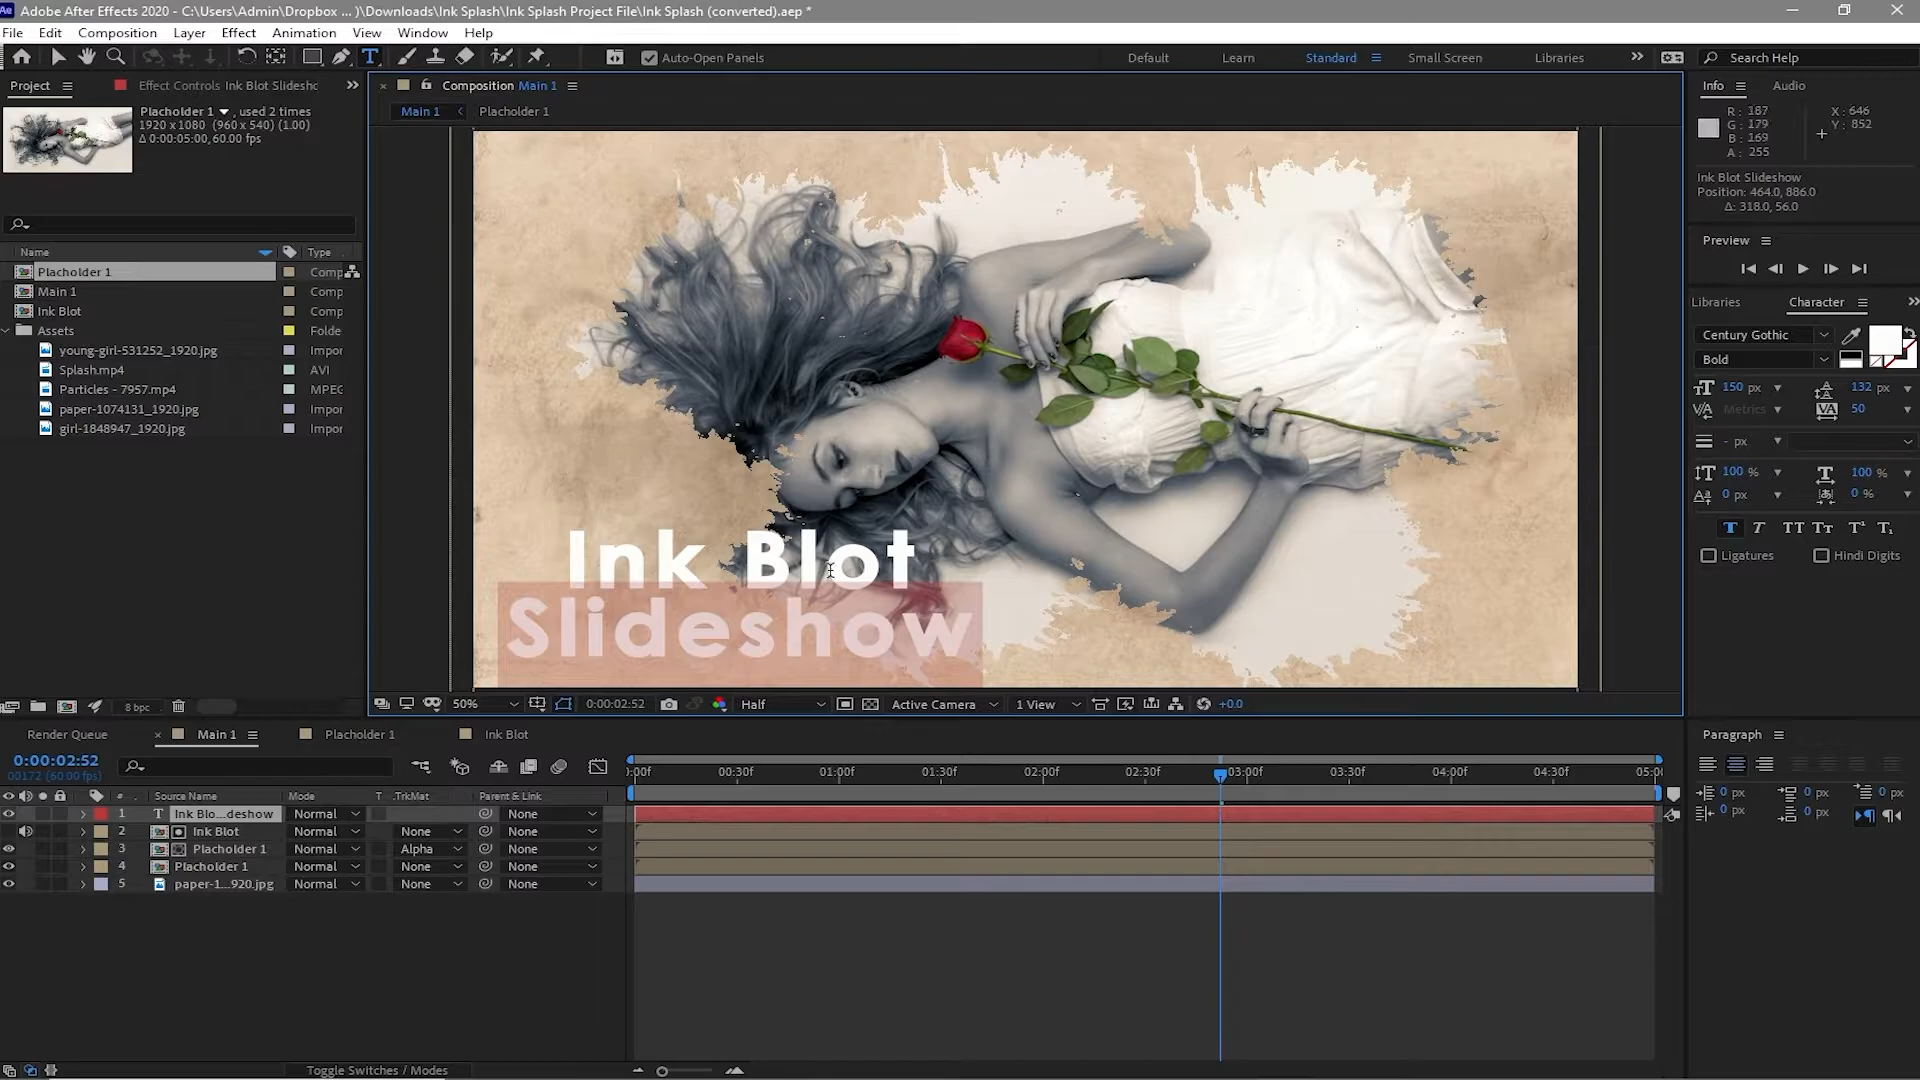 Adobe After Effects 2020 - C:\Users\Admin\Dropbox ... )\Downloads\Ink Splash\Ink Splash Project File\Ink Splash (converted).aep *
File Edit Composition Layer Effect Animation View Window Help
Auto-Open Panels Default Learn Standard Small Screen Libraries Search Help
Project Effect Controls Ink Blot Slideshc
Placholder 1 , used 2 times
1920 x 1080 (960 x 540) (1.00)
Δ 0:00:05:00, 60.00 fps
Name Type
Placholder 1 Comp
Main 1 Comp
Ink Blot Comp
Assets Folde
young-girl-531252_1920.jpg Impor
Splash.mp4 AVI
Particles - 7957.mp4 MPEG
paper-1074131_1920.jpg Impor
girl-1848947_1920.jpg Impor
8 bpc
Composition Main 1
Main 1 Placholder 1
Ink Blot
Slideshow
50% 0:00:02:52 Half Active Camera 1 View +0.0
Info Audio
R : 187 X : 646
G : 179 Y : 852
B : 169
A : 255
Ink Blot Slideshow
Position: 464.0, 886.0
Δ: 318.0, 56.0
Preview
Libraries Character
Century Gothic
Bold
150 px 132 px
Metrics 50
- px
100 % 100 %
0 px 0 %
Ligatures Hindi Digits
Paragraph
0 px 0 px 0 px
0 px 0 px
Render Queue Main 1 Placholder 1 Ink Blot
0:00:02:52
00172 (60.00 fps)
:00f 00:30f 01:00f 01:30f 02:00f 02:30f 03:00f 03:30f 04:00f 04:30f 05:0
# Source Name Mode T .TrkMat Parent & Link
1 T Ink Blo...deshow Normal None
2 Ink Blot Normal None None
3 Placholder 1 Normal Alpha None
4 Placholder 1 Normal None None
5 paper-1...920.jpg Normal None None
Toggle Switches / Modes